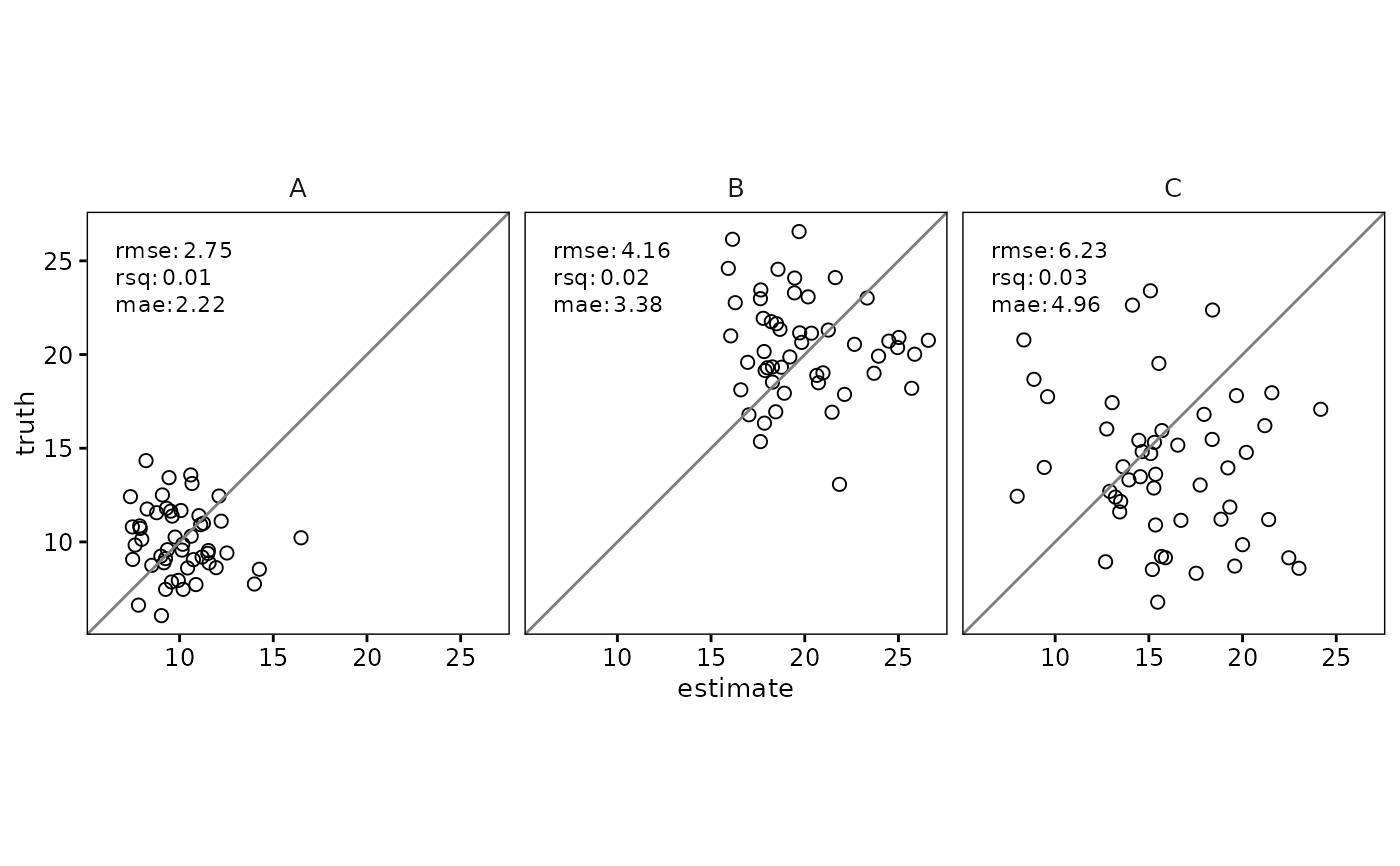 A
B
C
rmse: 2.75
rsq: 0.01
mae: 2.22
rmse: 4.16
rsq: 0.02
mae: 3.38
rmse: 6.23
rsq: 0.03
mae: 4.96
truth
25
20
15
10
10 15 20 25
10 15 20 25
10 15 20 25
estimate